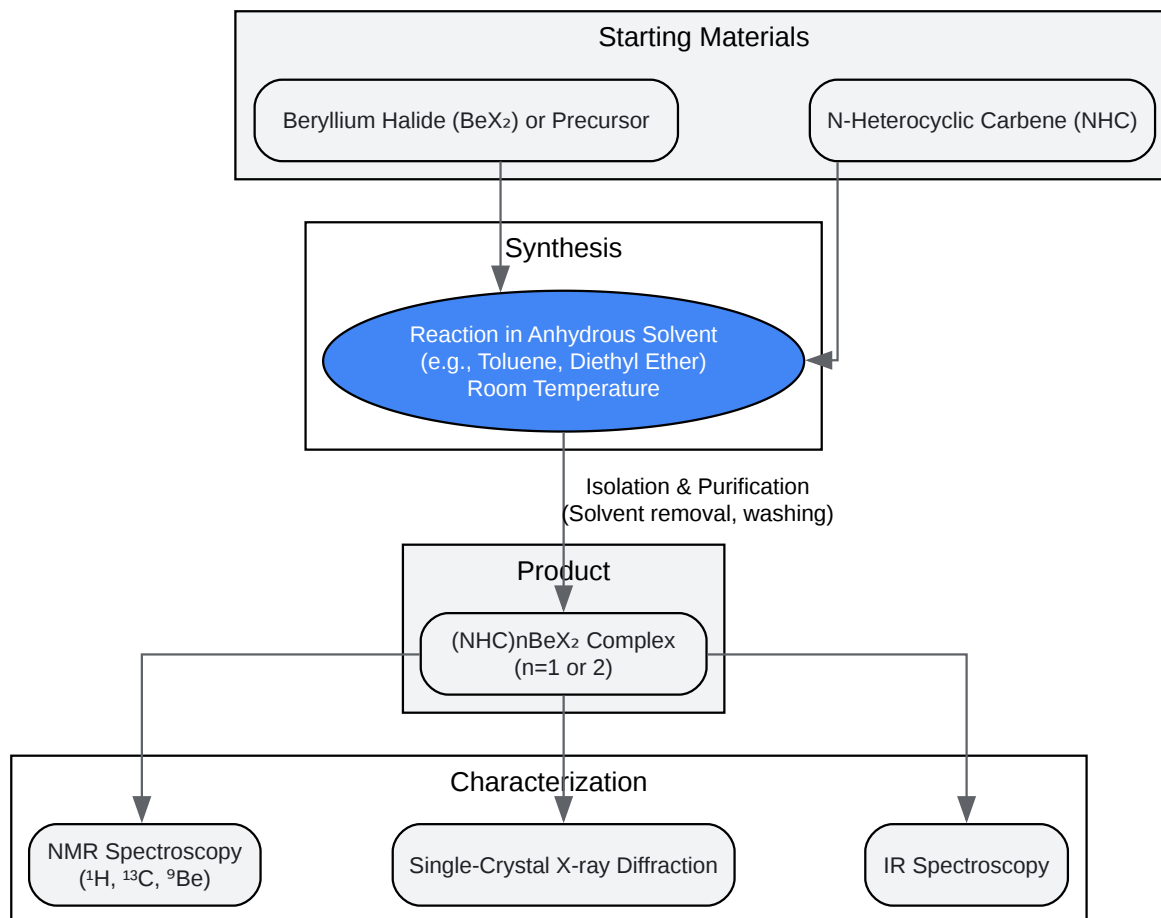 Starting Materials
Beryllium Halide (BeX₂) or Precursor
N-Heterocyclic Carbene (NHC)
Synthesis
Reaction in Anhydrous Solvent
(e.g., Toluene, Diethyl Ether)
Room Temperature
Isolation & Purification
(Solvent removal, washing)
Product
(NHC)nBeX₂ Complex
(n=1 or 2)
Characterization
NMR Spectroscopy
(¹H, ¹³C, ⁹Be)
Single-Crystal X-ray Diffraction
IR Spectroscopy